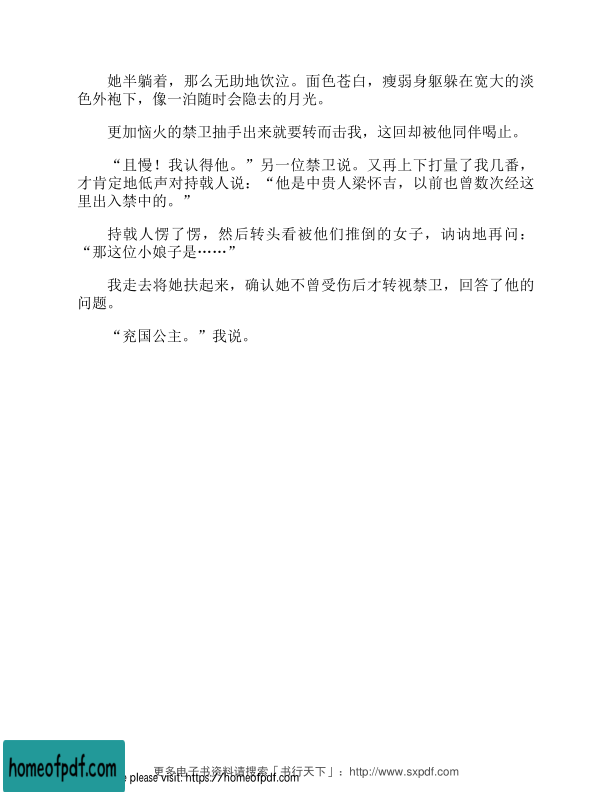 她半躺着，那么无助地饮泣。面色苍白，瘦弱身躯躲在宽大的淡
色外袍下，像一泊随时会隐去的月光。
更加恼火的禁卫抽手出来就要转而击我，这回却被他同伴喝止。
“且慢！我认得他。”另一位禁卫说。又再上下打量了我几番，
才肯定地低声对持戟人说：“他是中贵人梁怀吉，以前也曾数次经这
里出入禁中的。”
持戟人愣了愣，然后转头看被他们推倒的女子，讷讷地再问：
“那这位小娘子是……”
我走去将她扶起来，确认她不曾受伤后才转视禁卫，回答了他的
问题。
“兖国公主。”我说。
更多电子书资料请搜索「书行天下」：http://www.sxpdf.com
please visit: https://homeofpdf.com
homeofpdf.com